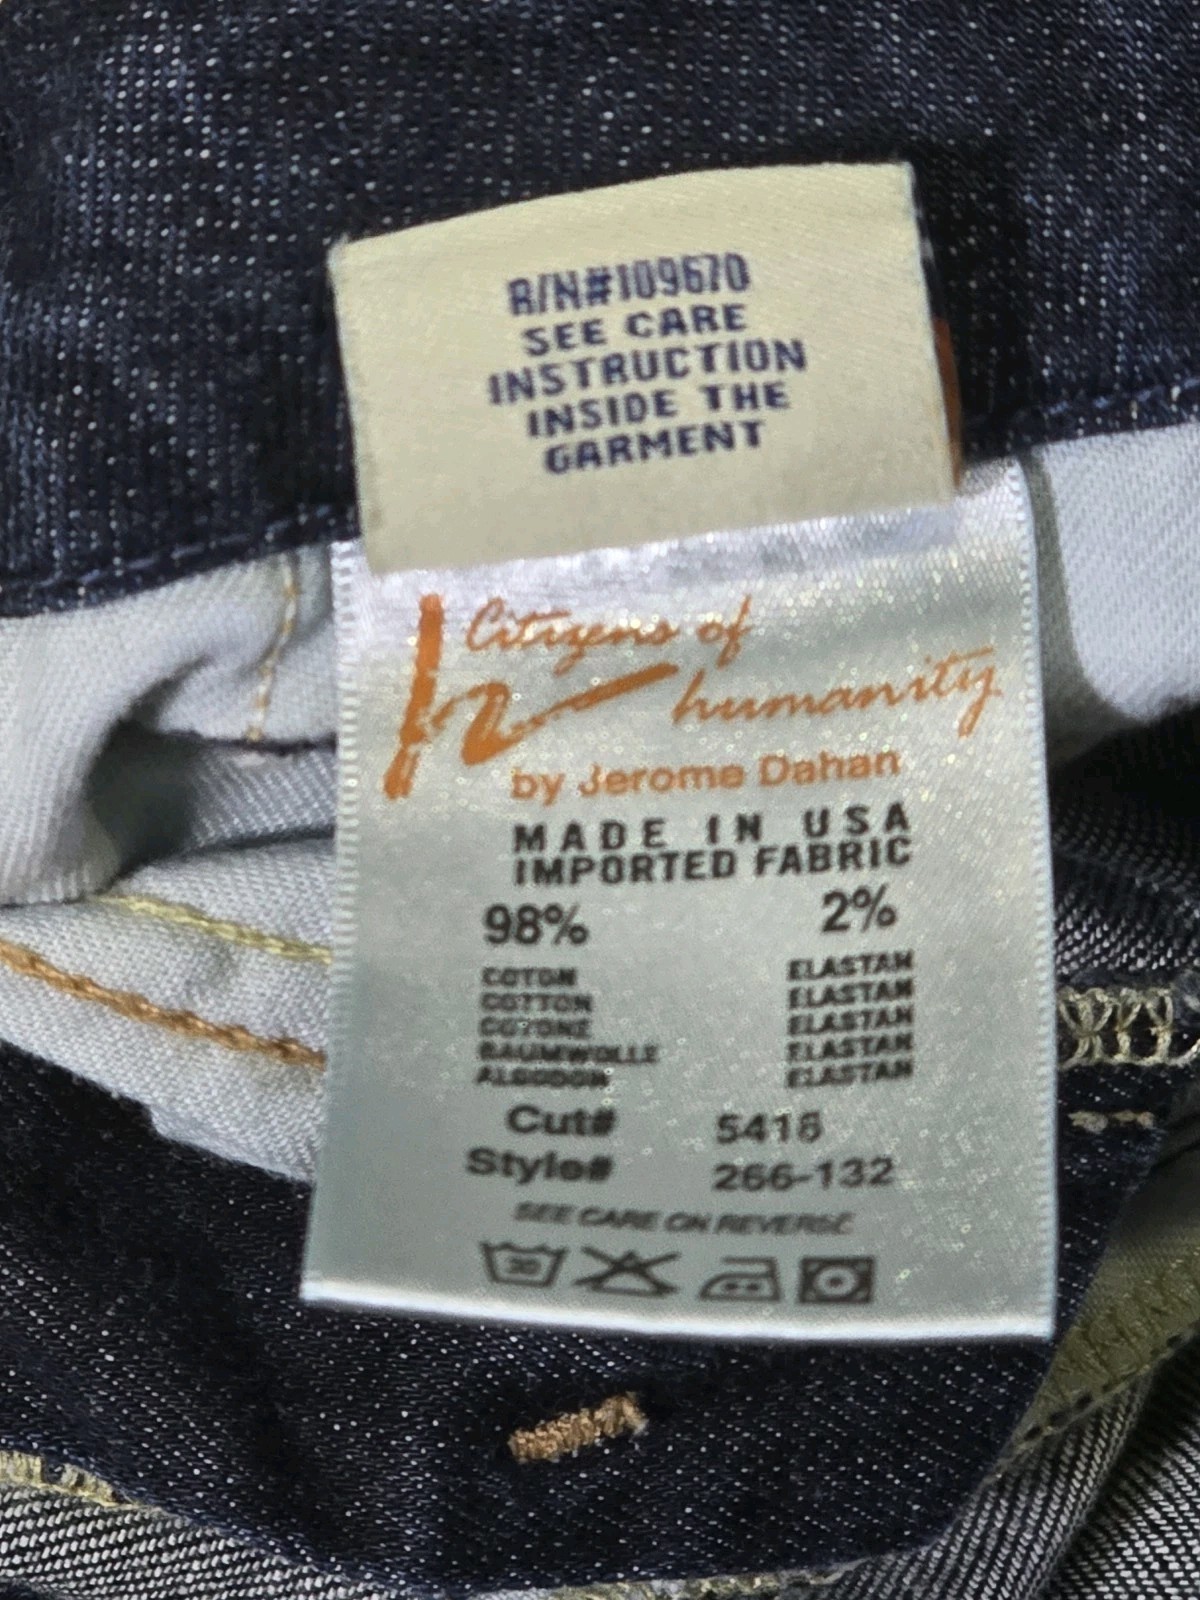 R/N#109670
SEE CARE
INSTRUCTION
INSIDE THE
GARMENT
Citizens of
humanity
by Jerome Dahan
MADE IN USA
IMPORTED FABRIC
98% 2%
COTON ELASTAN
COTTON ELASTAN
COTONE ELASTAN
BAUMWOLLE ELASTAN
ALGODON ELASTAN
Cut# 5418
Style# 266-132
SEE CARE ON REVERSE
30